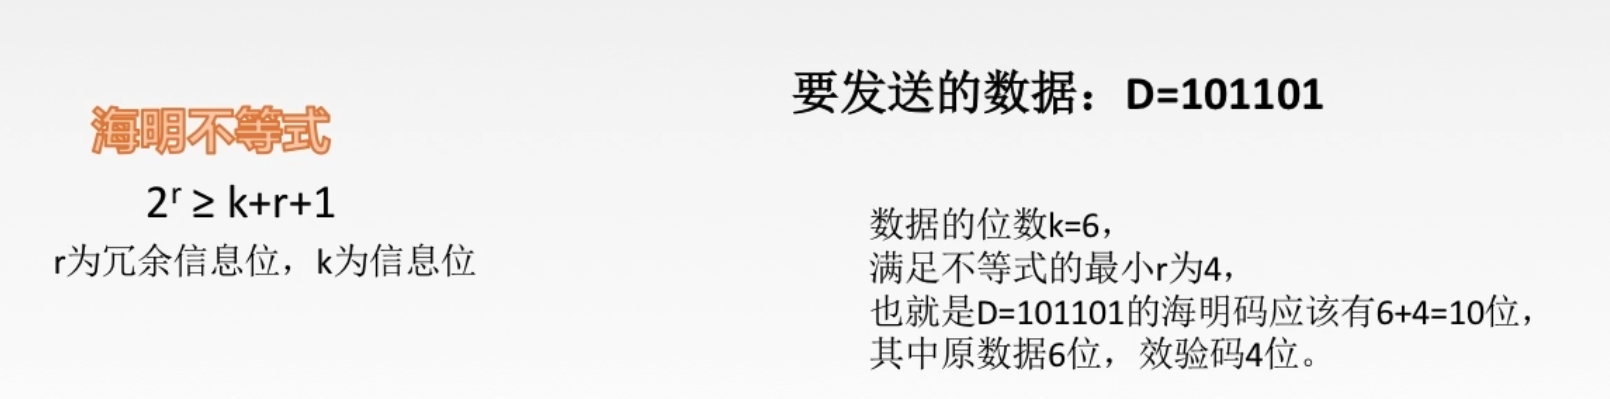 海明不等式
2ʳ ≥ k+r+1
r为冗余信息位，k为信息位
要发送的数据：D=101101
数据的位数k=6，
满足不等式的最小r为4，
也就是D=101101的海明码应该有6+4=10位，
其中原数据6位，效验码4位。